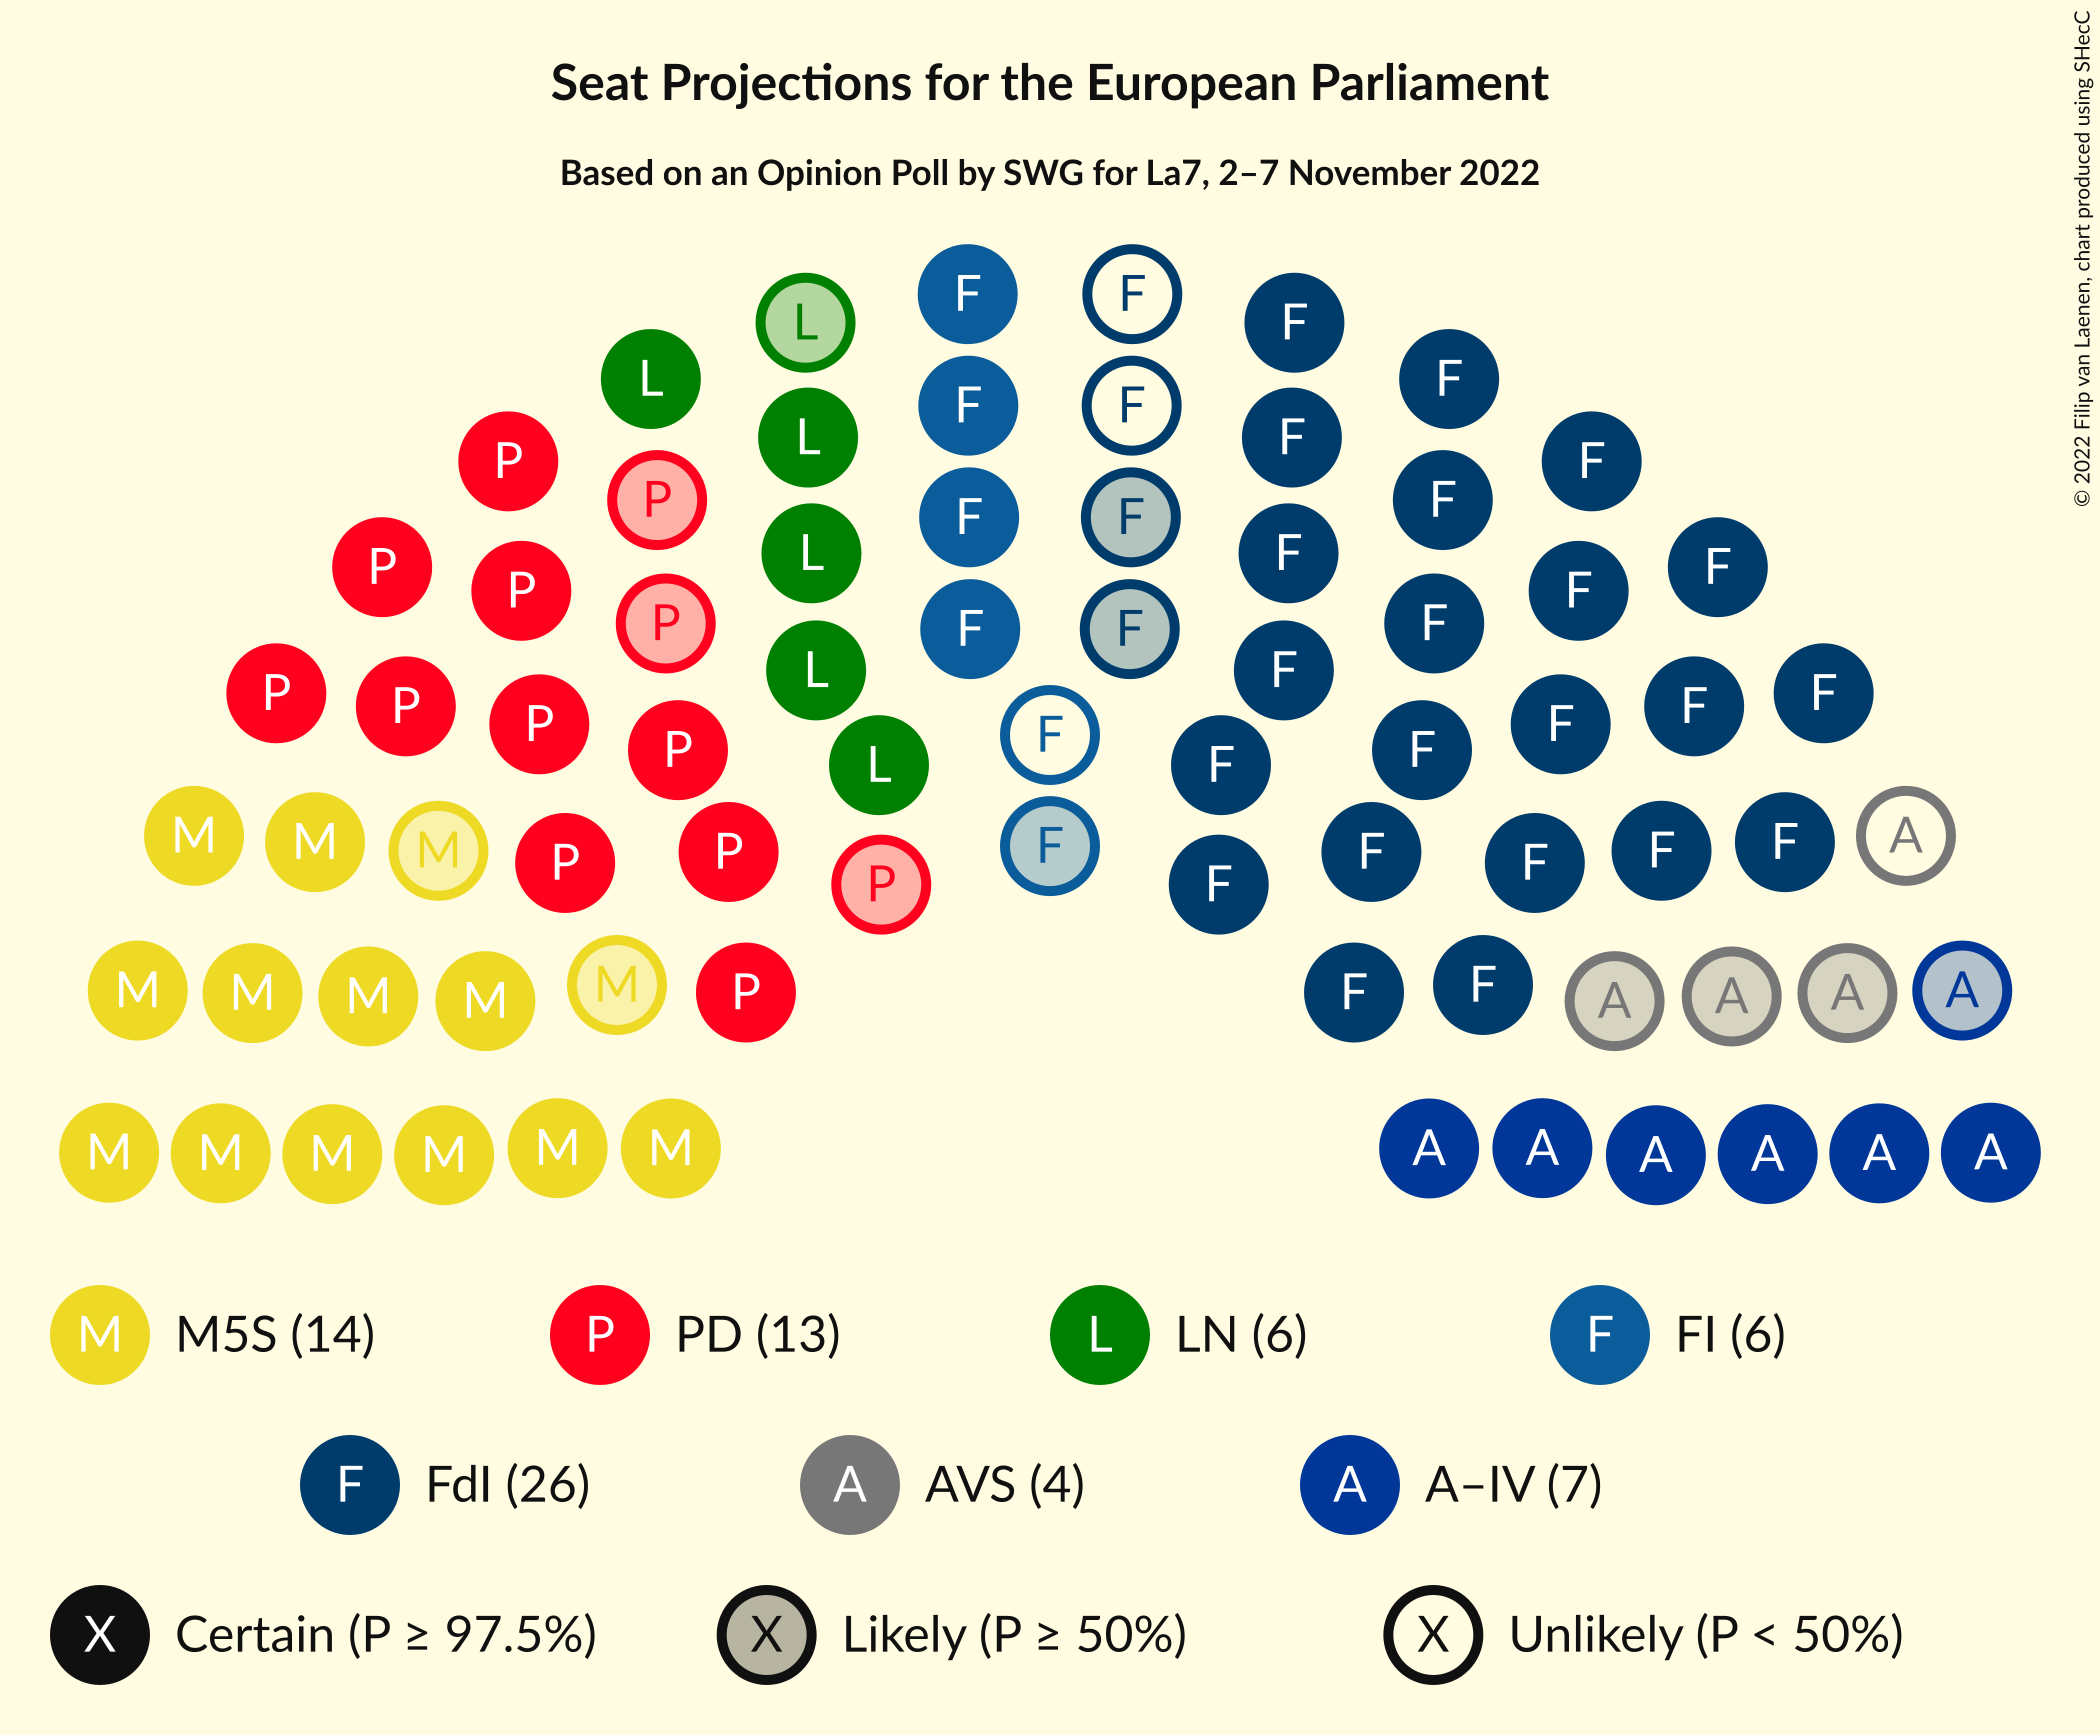 Seat Projections for the European Parliament
Based on an Opinion Poll by SWG for La7, 2–7 November 2022
© 2022 Filip van Laenen, chart produced using SHecC
F F
L F F
L F
F F
L F
P P F F
L F F
P P L F F F
P P F F
P L F F F
P P P P F F F F
L F F F
M M M P P P F F F F F F A
M M M M M P F F A A A A
M M M M M M A A A A A A
M M5S (14) P PD (13) L LN (6) F FI (6)
F FdI (26) A AVS (4) A A–IV (7)
X Certain (P ≥ 97.5%) X Likely (P ≥ 50%) X Unlikely (P < 50%)